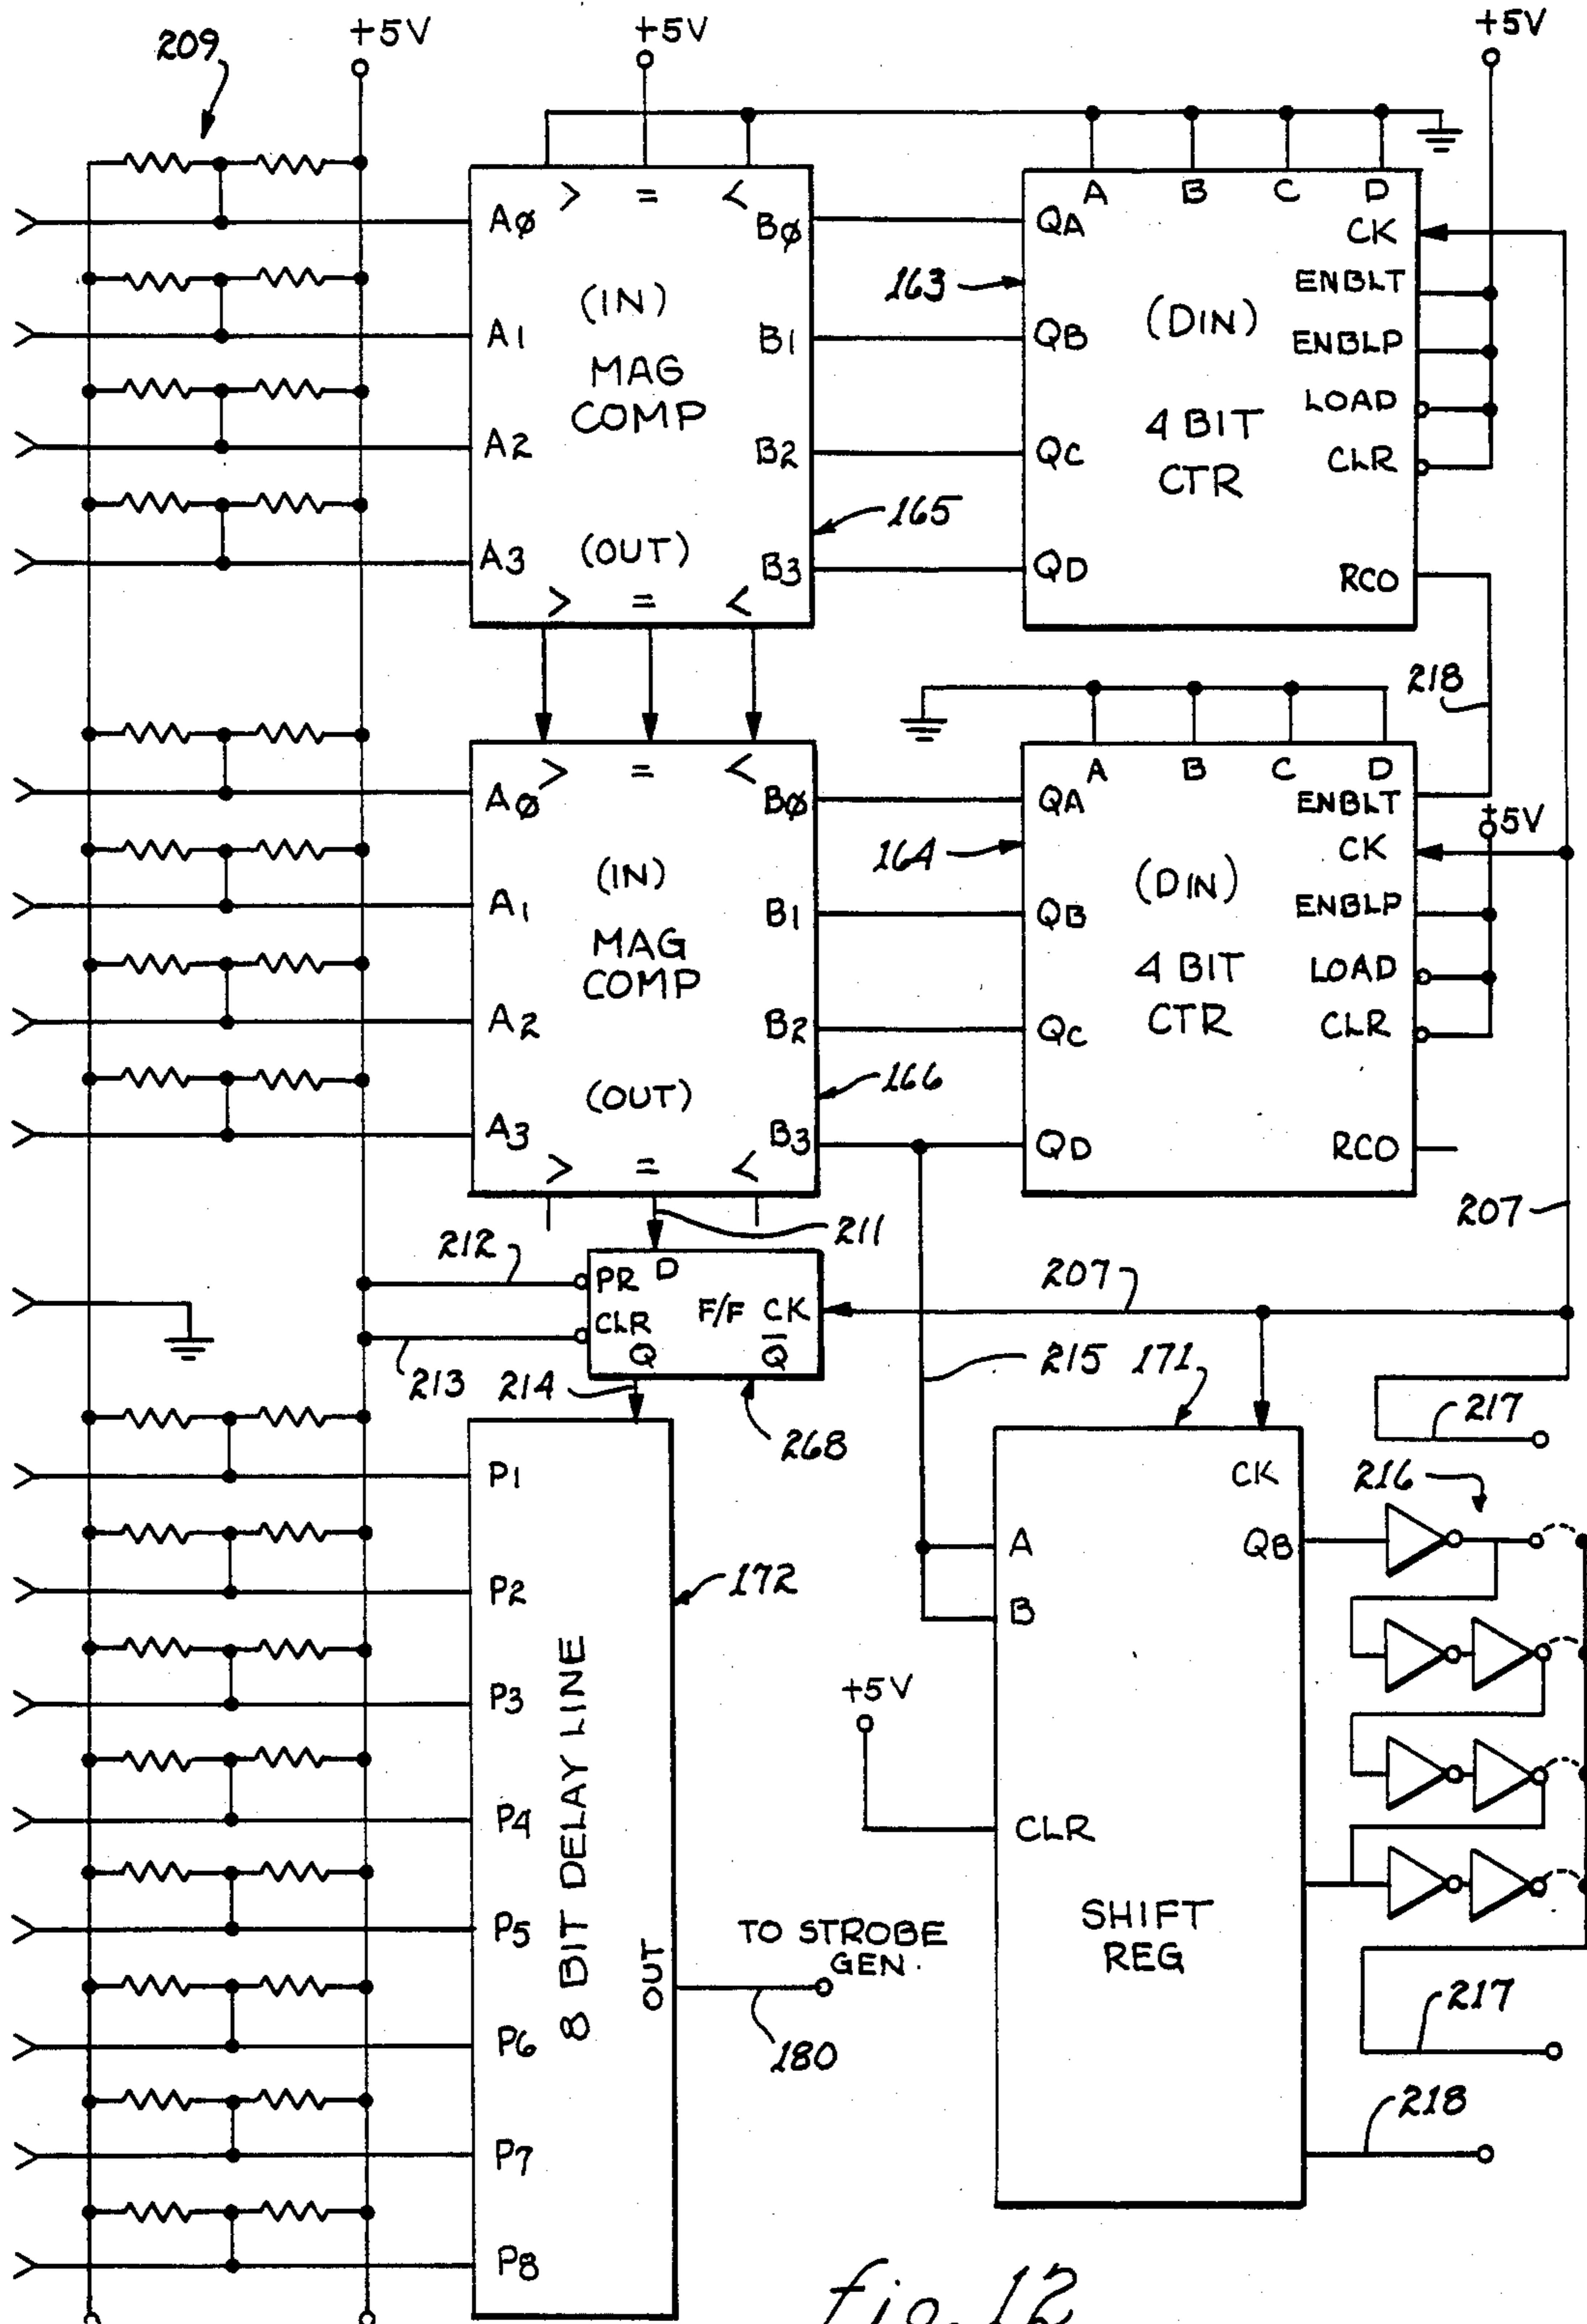 209
+5V
+5V
+5V
> = <
A B C D
AØ
BØ
QA
CK
(IN)
163
(DIN)
ENBLT
A1
MAG
COMP
B1
QB
ENBLP
A2
B2
QC
4 BIT
CTR
LOAD
CLR
165
A3
(OUT)
B3
QD
RCO
> = <
218
> = <
A B C D
AØ
BØ
QA
ENBLT
+5V
(IN)
164
(DIN)
CK
A1
MAG
COMP
B1
QB
ENBLP
A2
B2
QC
4 BIT
CTR
LOAD
CLR
166
A3
(OUT)
B3
QD
RCO
> = <
211
207
212
PR D
207
CLR F/F CK
Q Q̅
213
214
268
215
171
217
P1
CK
216
P2
172
A
QB
B
P3
8 BIT DELAY LINE
+5V
P4
CLR
P5
OUT
TO STROBE
GEN.
SHIFT
REG
P6
180
217
P7
218
P8
fig. 12